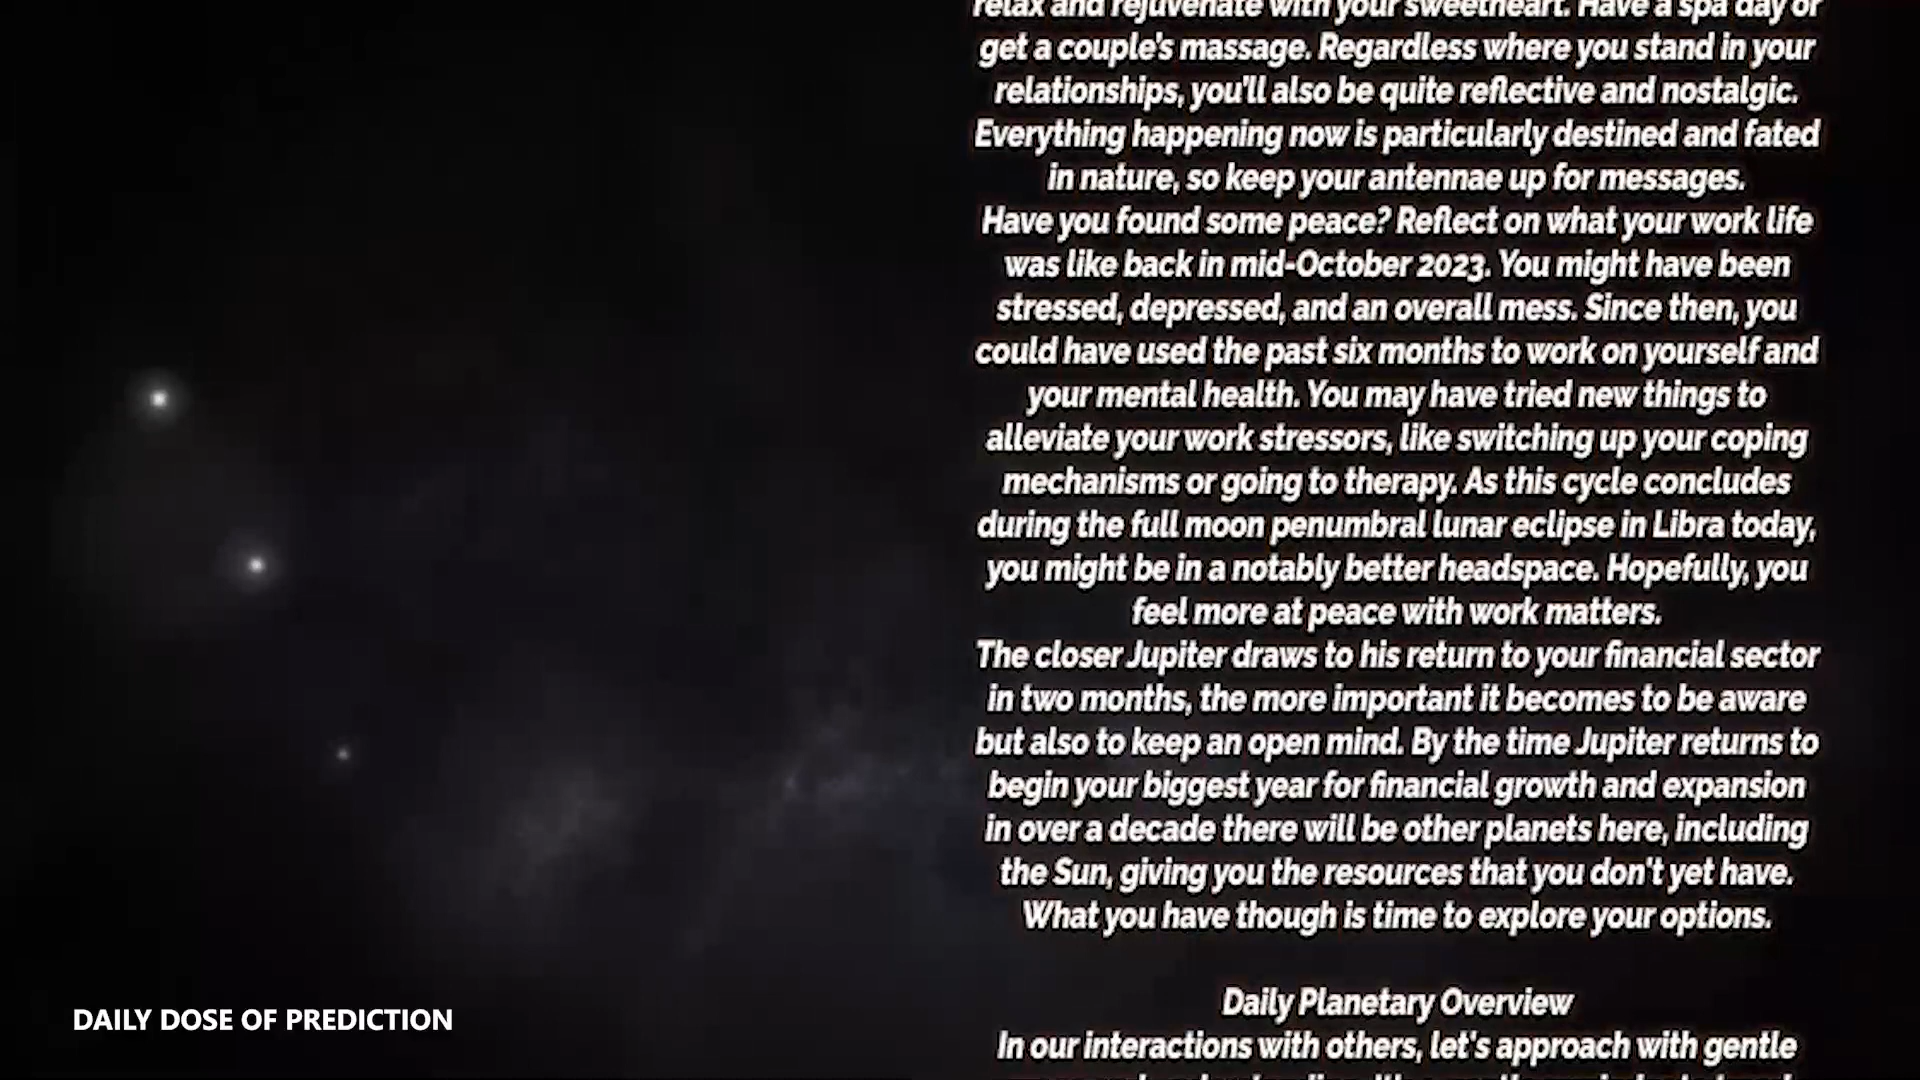 relax and rejuvenate with your sweetheart. Have a spa day or
get a couple's massage. Regardless where you stand in your
relationships, you'll also be quite reflective and nostalgic.
Everything happening now is particularly destined and fated
in nature, so keep your antennae up for messages.
Have you found some peace? Reflect on what your work life
was like back in mid-October 2023. You might have been
stressed, depressed, and an overall mess. Since then, you
could have used the past six months to work on yourself and
your mental health. You may have tried new things to
alleviate your work stressors, like switching up your coping
mechanisms or going to therapy. As this cycle concludes
during the full moon penumbral lunar eclipse in Libra today,
you might be in a notably better headspace. Hopefully, you
feel more at peace with work matters.
The closer Jupiter draws to his return to your financial sector
in two months, the more important it becomes to be aware
but also to keep an open mind. By the time Jupiter returns to
begin your biggest year for financial growth and expansion
in over a decade there will be other planets here, including
the Sun, giving you the resources that you don't yet have.
What you have though is time to explore your options.
Daily Planetary Overview
In our interactions with others, let's approach with gentle
DAILY DOSE OF PREDICTION